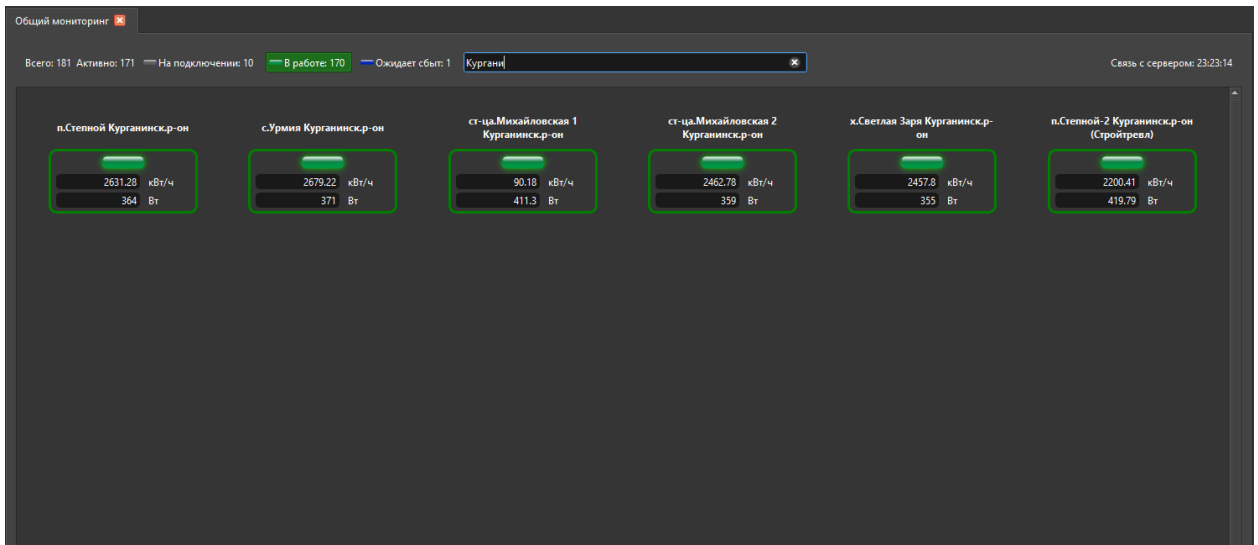 Общий мониторинг
Всего: 181 Активно: 171 На подключении: 10 В работе: 170 Ожидает сбыт: 1 Кургани Связь с сервером: 23:23:14
п.Степной Курганинск.р-он
2631.28 кВт/ч
364 Вт
с.Урмия Курганинск.р-он
2679.22 кВт/ч
371 Вт
ст-ца.Михайловская 1
Курганинск.р-он
90.18 кВт/ч
411.3 Вт
ст-ца.Михайловская 2
Курганинск.р-он
2462.78 кВт/ч
359 Вт
х.Светлая Заря Курганинск.р-
он
2457.8 кВт/ч
355 Вт
п.Степной-2 Курганинск.р-он
(Стройтревл)
2200.41 кВт/ч
419.79 Вт